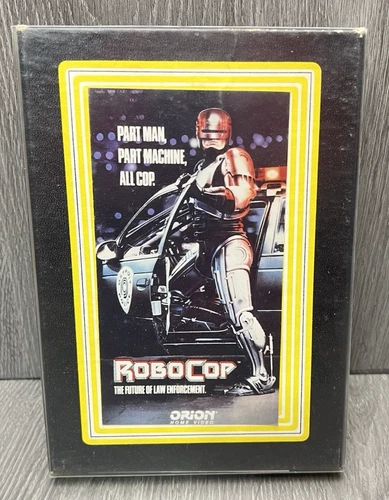 PART MAN,
PART MACHINE,
ALL COP.
ROBOCOP
THE FUTURE OF LAW ENFORCEMENT.
ORION
HOME VIDEO